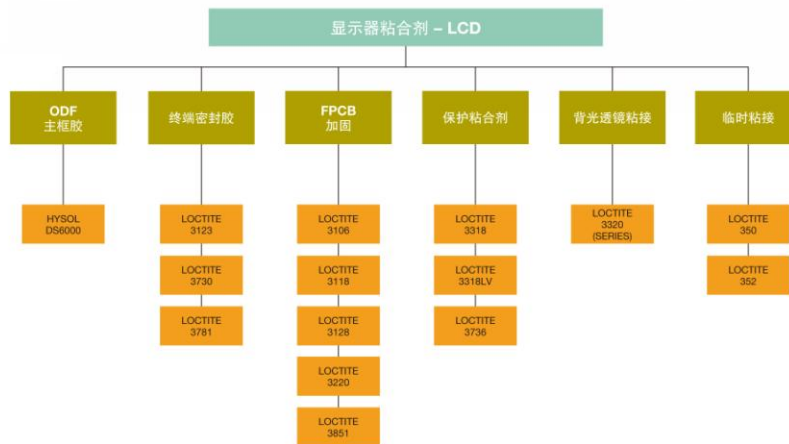 显示器粘合剂 – LCD
ODF
主框胶
终端密封胶
FPCB
加固
保护粘合剂
背光透镜粘接
临时粘接
HYSOL
DS6000
LOCTITE
3123
LOCTITE
3730
LOCTITE
3781
LOCTITE
3106
LOCTITE
3118
LOCTITE
3128
LOCTITE
3220
LOCTITE
3851
LOCTITE
3318
LOCTITE
3318LV
LOCTITE
3736
LOCTITE
3320
(SERIES)
LOCTITE
350
LOCTITE
352